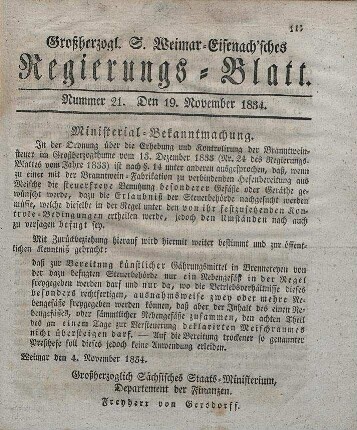 115
Großherzogl. S. Weimar-Eisenach'sches
Regierungs-Blatt.
Nummer 21. Den 19. November 1834.
Ministerial-Bekanntmachung.
In der Ordnung über die Erhebung und Kontrolirung der Branntwein-
steuer im Großherzogthume vom 15. Dezember 1833 (Nr. 24 des Regierungs-
Blattes vom Jahre 1833) ist nach §. 14 unter anderen ausgesprochen, daß, wenn
zu einer mit der Branntwein-Fabrikation zu verbindenden Hefenbereitung aus
Meische die steuerfreye Benutzung besonderer Gefäße oder Geräthe ge-
wünscht werde, dazu die Erlaubniß der Steuerbehörde nachgesucht werden
müsse, welche dieselbe in der Regel unter den von ihr festzusetzenden Kon-
trole-Bedingungen ertheilen werde, jedoch den Umständen nach auch
zu versagen befugt sey.
Mit Zurückbeziehung hierauf wird hiermit weiter bestimmt und zur öffent-
lichen Kenntniß gebracht:
daß zur Bereitung künstlicher Gährungsmittel in Brennereyen von
der dazu befugten Steuerbehörde nur ein Nebengefäß in der Regel
freygegeben werden darf und nur da, wo die Betriebsverhältnisse dieses
besonders rechtfertigen, ausnahmsweise zwey oder mehre Ne-
bengefäße freygegeben werden können, daß aber der Inhalt des einen Ne-
bengefäßes, oder sämmtlicher Nebengefäße zusammen, den achten Theil
des an einem Tage zur Versteuerung deklarirten Meischraumes
nicht übersteigen darf. — Auf die Bereitung trockener so genannter
Preßhefe soll dieses jedoch keine Anwendung erleiden.
Weimar den 4. November 1834.
Großherzoglich Sächsisches Staats-Ministerium,
Departement der Finanzen.
Freyherr von Gersdorff.